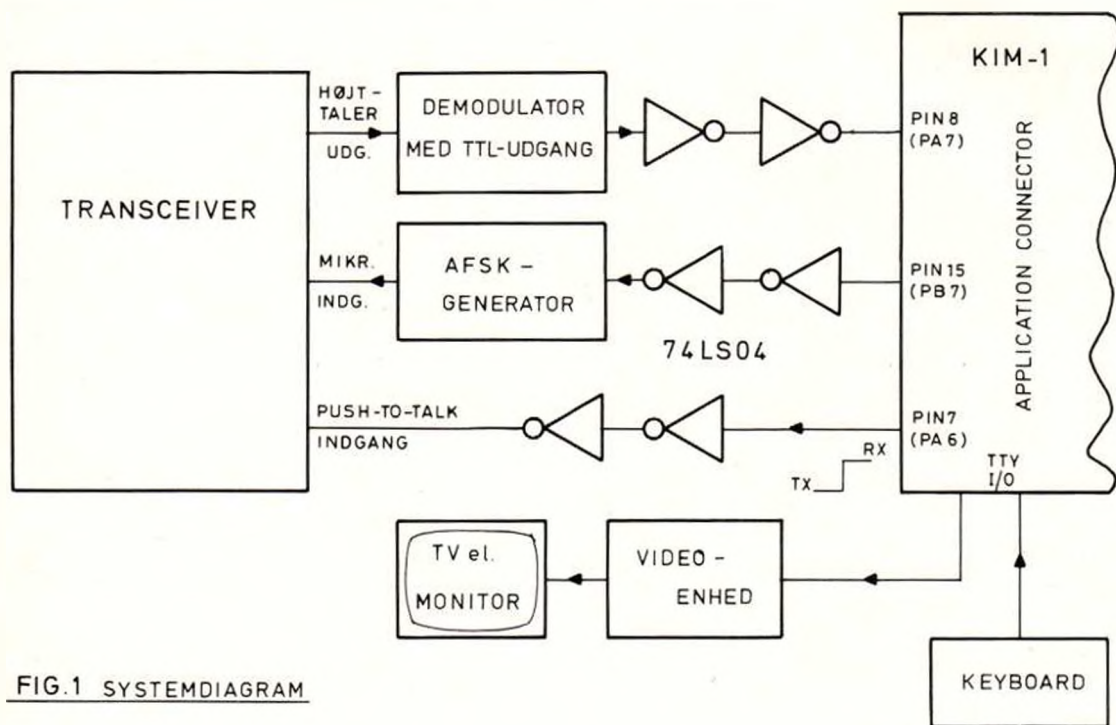 TRANSCEIVER
HØJT-
TALER
UDG.
DEMODULATOR
MED TTL-UDGANG
KIM-1
PIN 8
(PA7)
APPLICATION CONNECTOR
MIKR.
INDG.
AFSK-
GENERATOR
74LS04
PIN 15
(PB7)
PUSH-TO-TALK
INDGANG
PIN 7
(PA6)
TX
RX
TTY
I/O
TV el.
MONITOR
VIDEO-
ENHED
KEYBOARD
FIG.1 SYSTEMDIAGRAM